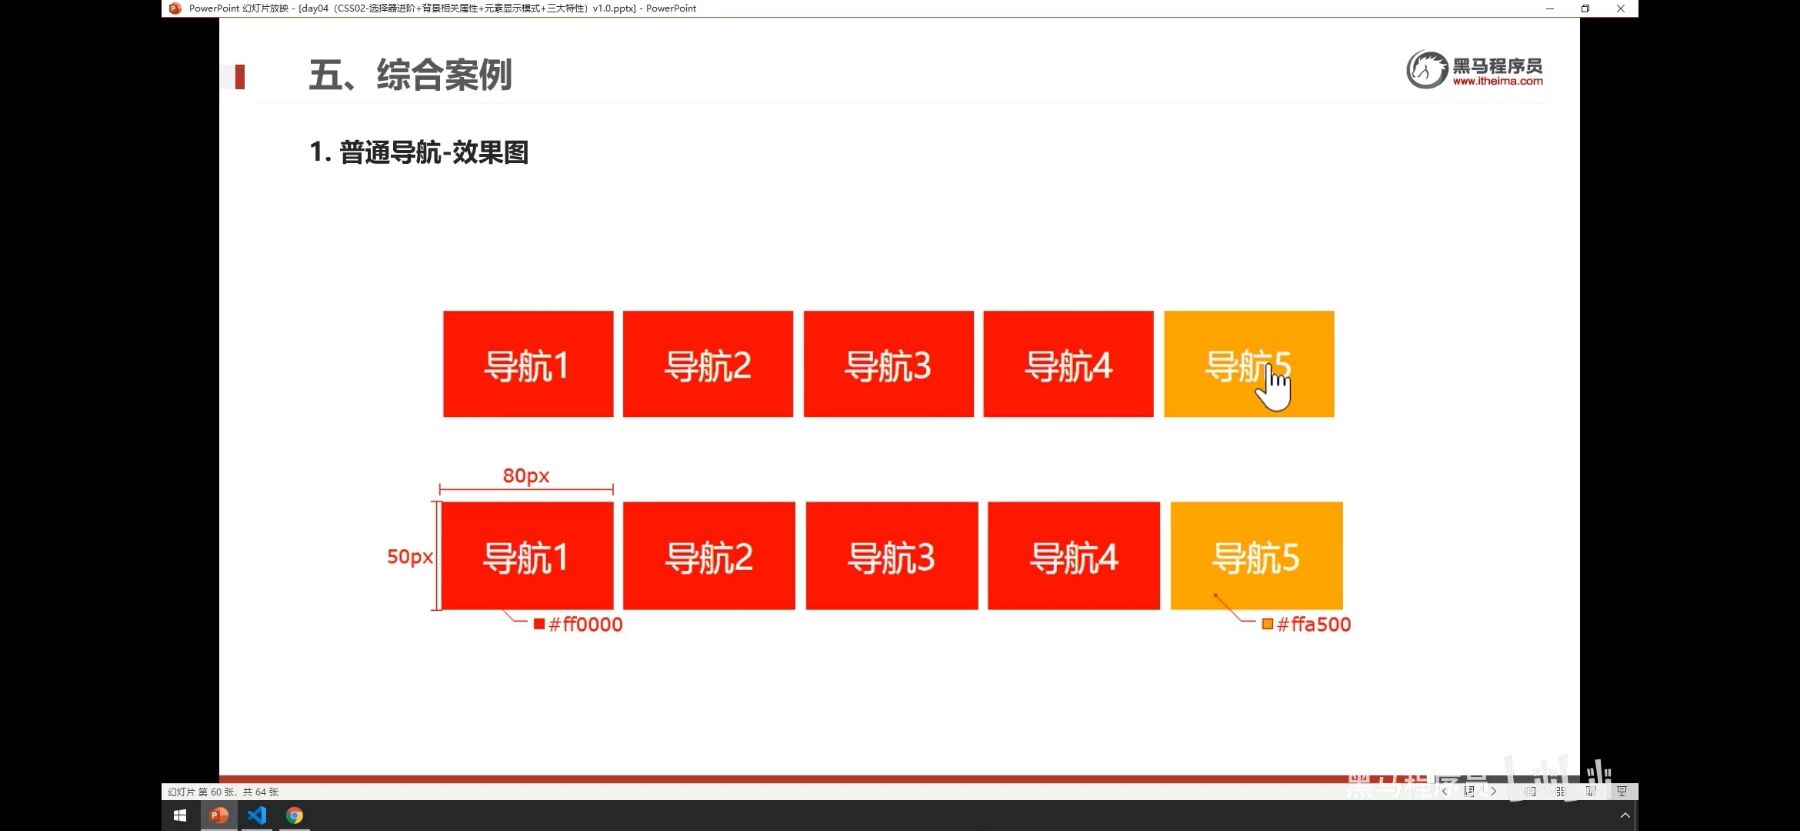 PowerPoint 幻灯片放映 - [day04（CSS02-选择器进阶+背景相关属性+元素显示模式+三大特性）v1.0.pptx] - PowerPoint
五、综合案例
黑马程序员
www.itheima.com
1. 普通导航-效果图
导航1 导航2 导航3 导航4 导航5
80px
50px
导航1 导航2 导航3 导航4 导航5
#ff0000 #ffa500
黑马程序员
幻灯片 第 60 张，共 64 张